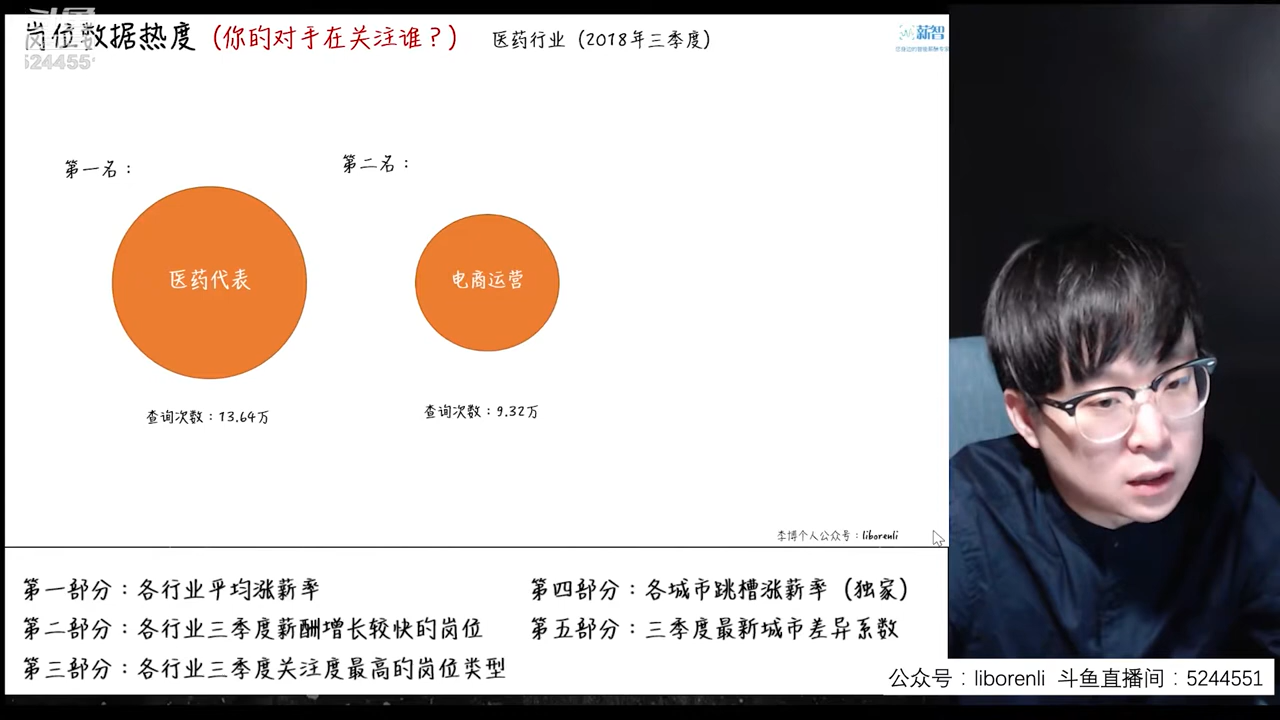 岗位数据热度（你的对手在关注谁？） 医药行业（2018年三季度）
薪智
第一名：
第二名：
医药代表
电商运营
查询次数：13.64万
查询次数：9.32万
李博个人公众号：liborenli
第一部分：各行业平均涨薪率
第二部分：各行业三季度薪酬增长较快的岗位
第三部分：各行业三季度关注度最高的岗位类型
第四部分：各城市跳槽涨薪率（独家）
第五部分：三季度最新城市差异系数
公众号：liborenli 斗鱼直播间：5244551